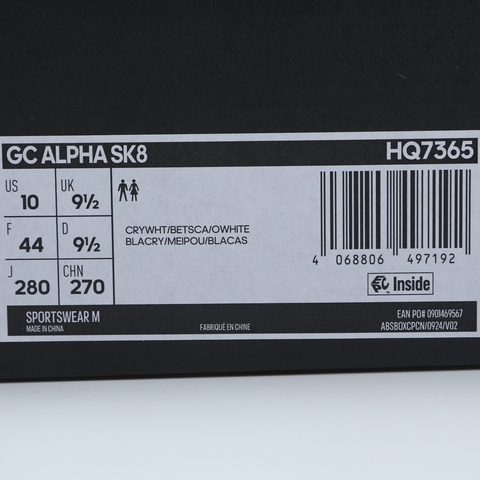 GC ALPHA SK8 HQ7365
US 10 UK 9½
F 44 D 9½
J 280 CHN 270
CRYWHT/BETSCA/OWHITE
BLACRY/MEIPOU/BLACAS
4 068806 497192
Inside
SPORTSWEAR M
MADE IN CHINA
FABRIQUÉ EN CHINE
EAN PO# 0901469567
ABSBOXCPCN/0924/V02